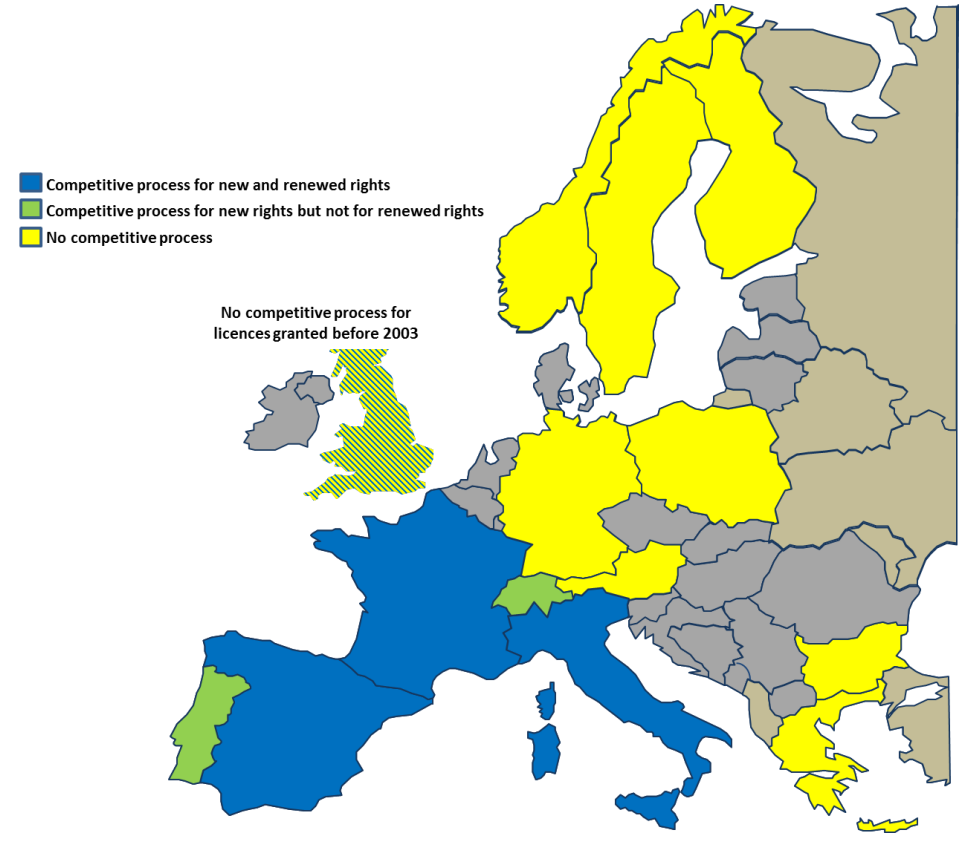 Competitive process for new and renewed rights
Competitive process for new rights but not for renewed rights
No competitive process
No competitive process for
licences granted before 2003